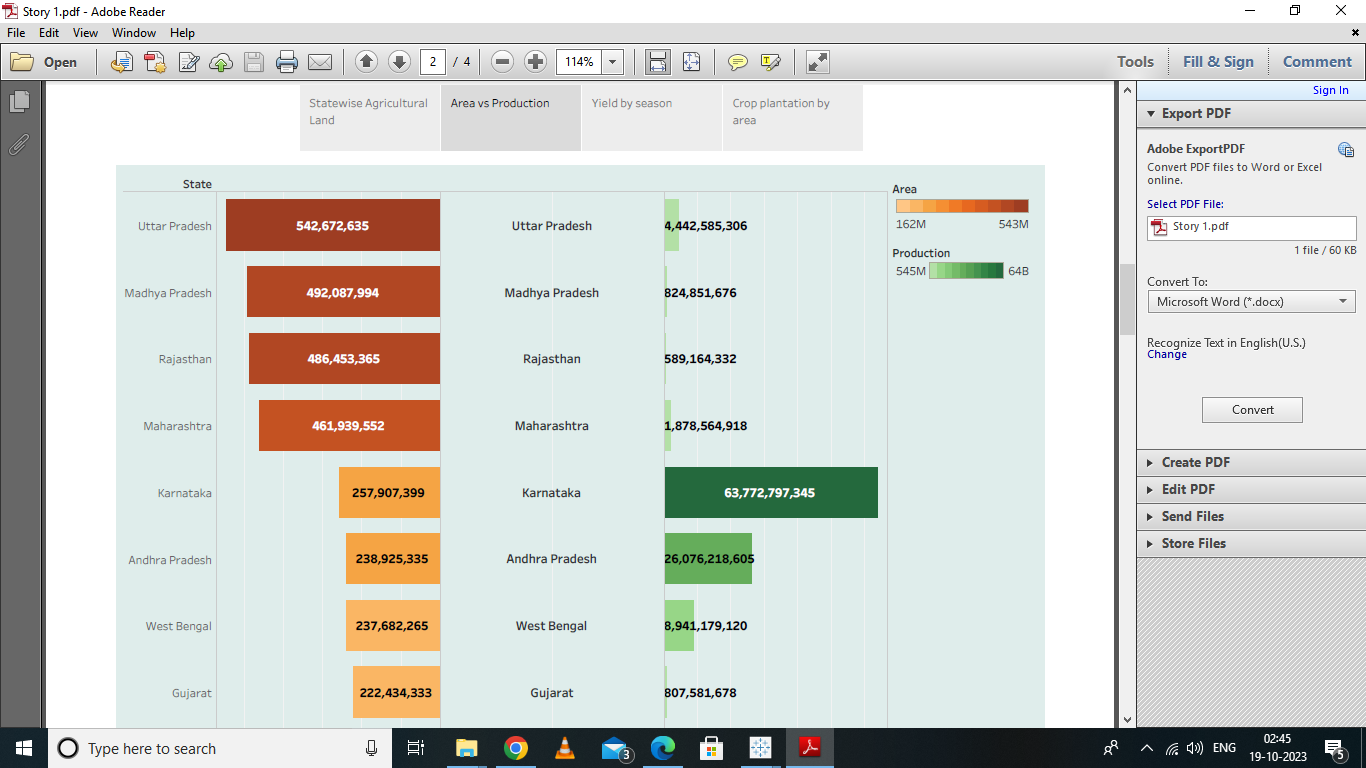 Story 1.pdf - Adobe Reader
File Edit View Window Help
Open 2 / 4 114% Tools Fill & Sign Comment
Sign In
Statewise Agricultural Land
Area vs Production
Yield by season
Crop plantation by area
State
Uttar Pradesh 542,672,635 Uttar Pradesh 4,442,585,306
Madhya Pradesh 492,087,994 Madhya Pradesh 824,851,676
Rajasthan 486,453,365 Rajasthan 589,164,332
Maharashtra 461,939,552 Maharashtra 1,878,564,918
Karnataka 257,907,399 Karnataka 63,772,797,345
Andhra Pradesh 238,925,335 Andhra Pradesh 26,076,218,605
West Bengal 237,682,265 West Bengal 8,941,179,120
Gujarat 222,434,333 Gujarat 807,581,678
Area
162M 543M
Production
545M 64B
Export PDF
Adobe ExportPDF
Convert PDF files to Word or Excel
online.
Select PDF File:
Story 1.pdf
1 file / 60 KB
Convert To:
Microsoft Word (*.docx)
Recognize Text in English(U.S.)
Change
Convert
Create PDF
Edit PDF
Send Files
Store Files
Type here to search
3
ENG
02:45
19-10-2023
5